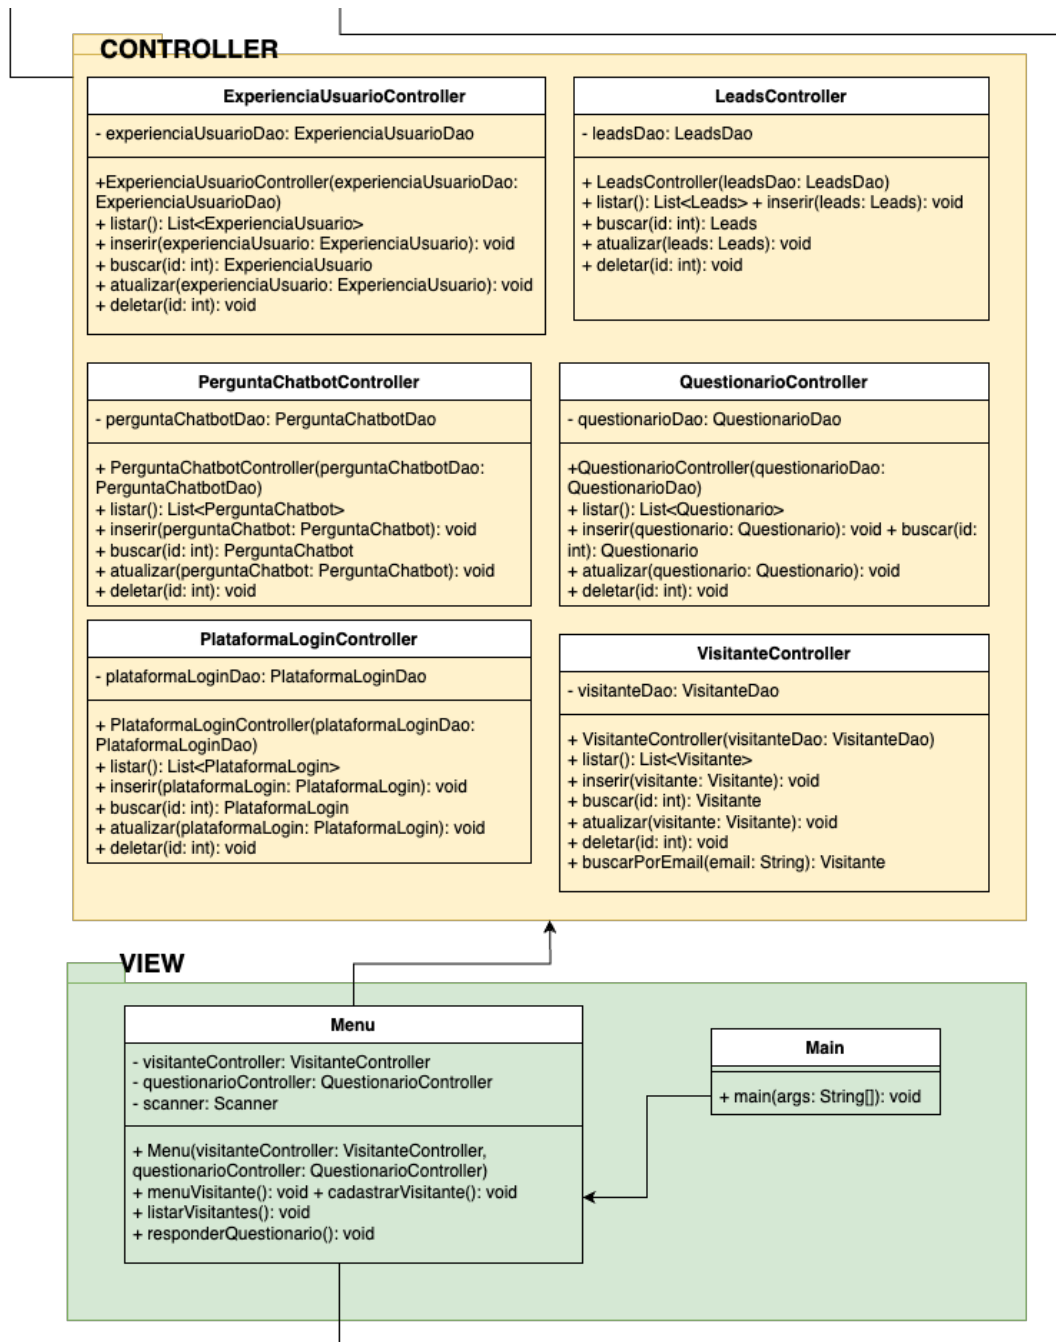 CONTROLLER
ExperienciaUsuarioController
- experienciaUsuarioDao: ExperienciaUsuarioDao
+ExperienciaUsuarioController(experienciaUsuarioDao:
ExperienciaUsuarioDao)
+ listar(): List<ExperienciaUsuario>
+ inserir(experienciaUsuario: ExperienciaUsuario): void
+ buscar(id: int): ExperienciaUsuario
+ atualizar(experienciaUsuario: ExperienciaUsuario): void
+ deletar(id: int): void
LeadsController
- leadsDao: LeadsDao
+ LeadsController(leadsDao: LeadsDao)
+ listar(): List<Leads> + inserir(leads: Leads): void
+ buscar(id: int): Leads
+ atualizar(leads: Leads): void
+ deletar(id: int): void
PerguntaChatbotController
- perguntaChatbotDao: PerguntaChatbotDao
+ PerguntaChatbotController(perguntaChatbotDao:
PerguntaChatbotDao)
+ listar(): List<PerguntaChatbot>
+ inserir(perguntaChatbot: PerguntaChatbot): void
+ buscar(id: int): PerguntaChatbot
+ atualizar(perguntaChatbot: PerguntaChatbot): void
+ deletar(id: int): void
QuestionarioController
- questionarioDao: QuestionarioDao
+QuestionarioController(questionarioDao:
QuestionarioDao)
+ listar(): List<Questionario>
+ inserir(questionario: Questionario): void + buscar(id:
int): Questionario
+ atualizar(questionario: Questionario): void
+ deletar(id: int): void
PlataformaLoginController
- plataformaLoginDao: PlataformaLoginDao
+ PlataformaLoginController(plataformaLoginDao:
PlataformaLoginDao)
+ listar(): List<PlataformaLogin>
+ inserir(plataformaLogin: PlataformaLogin): void
+ buscar(id: int): PlataformaLogin
+ atualizar(plataformaLogin: PlataformaLogin): void
+ deletar(id: int): void
VisitanteController
- visitanteDao: VisitanteDao
+ VisitanteController(visitanteDao: VisitanteDao)
+ listar(): List<Visitante>
+ inserir(visitante: Visitante): void
+ buscar(id: int): Visitante
+ atualizar(visitante: Visitante): void
+ deletar(id: int): void
+ buscarPorEmail(email: String): Visitante
VIEW
Menu
- visitanteController: VisitanteController
- questionarioController: QuestionarioController
- scanner: Scanner
+ Menu(visitanteController: VisitanteController,
questionarioController: QuestionarioController)
+ menuVisitante(): void + cadastrarVisitante(): void
+ listarVisitantes(): void
+ responderQuestionario(): void
Main
+ main(args: String[]): void